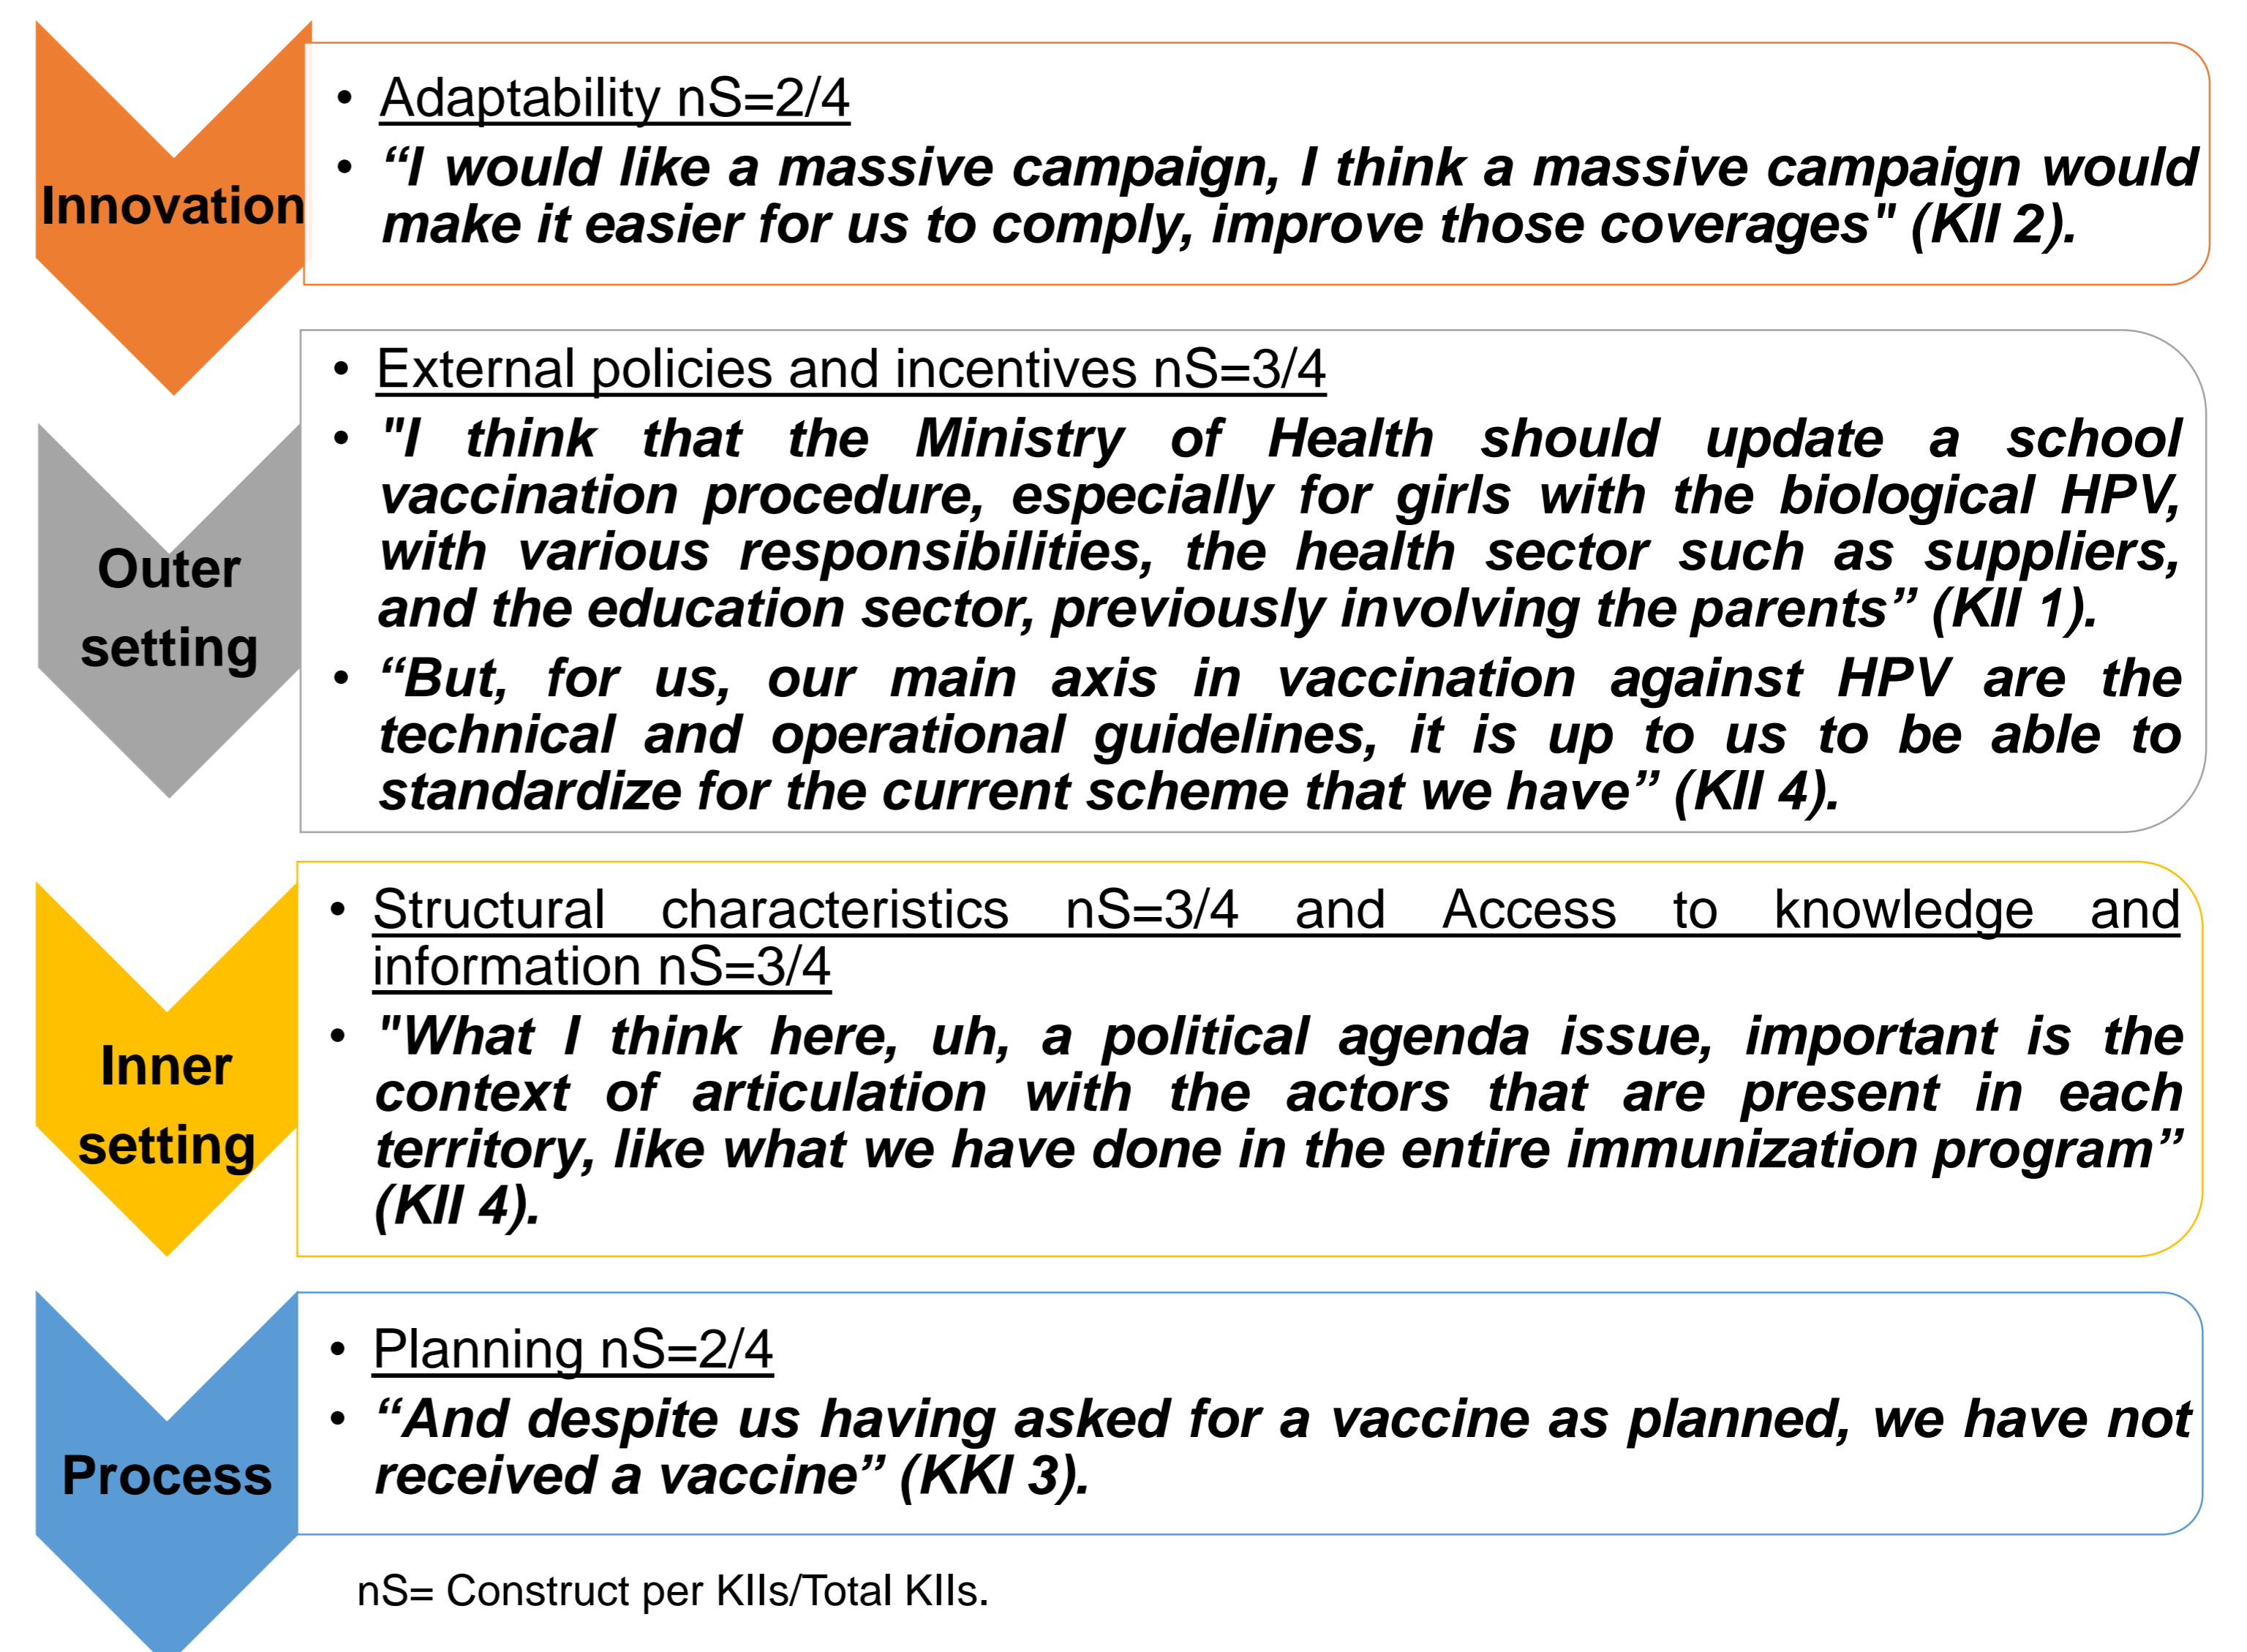 Innovation
• Adaptability nS=2/4
• “I would like a massive campaign, I think a massive campaign would
make it easier for us to comply, improve those coverages" (KII 2).
Outer
setting
• External policies and incentives nS=3/4
• "I think that the Ministry of Health should update a school
vaccination procedure, especially for girls with the biological HPV,
with various responsibilities, the health sector such as suppliers,
and the education sector, previously involving the parents” (KII 1).
• “But, for us, our main axis in vaccination against HPV are the
technical and operational guidelines, it is up to us to be able to
standardize for the current scheme that we have” (KII 4).
Inner
setting
• Structural characteristics nS=3/4 and Access to knowledge and
information nS=3/4
• "What I think here, uh, a political agenda issue, important is the
context of articulation with the actors that are present in each
territory, like what we have done in the entire immunization program”
(KII 4).
Process
• Planning nS=2/4
• “And despite us having asked for a vaccine as planned, we have not
received a vaccine” (KKI 3).
nS= Construct per KIIs/Total KIIs.